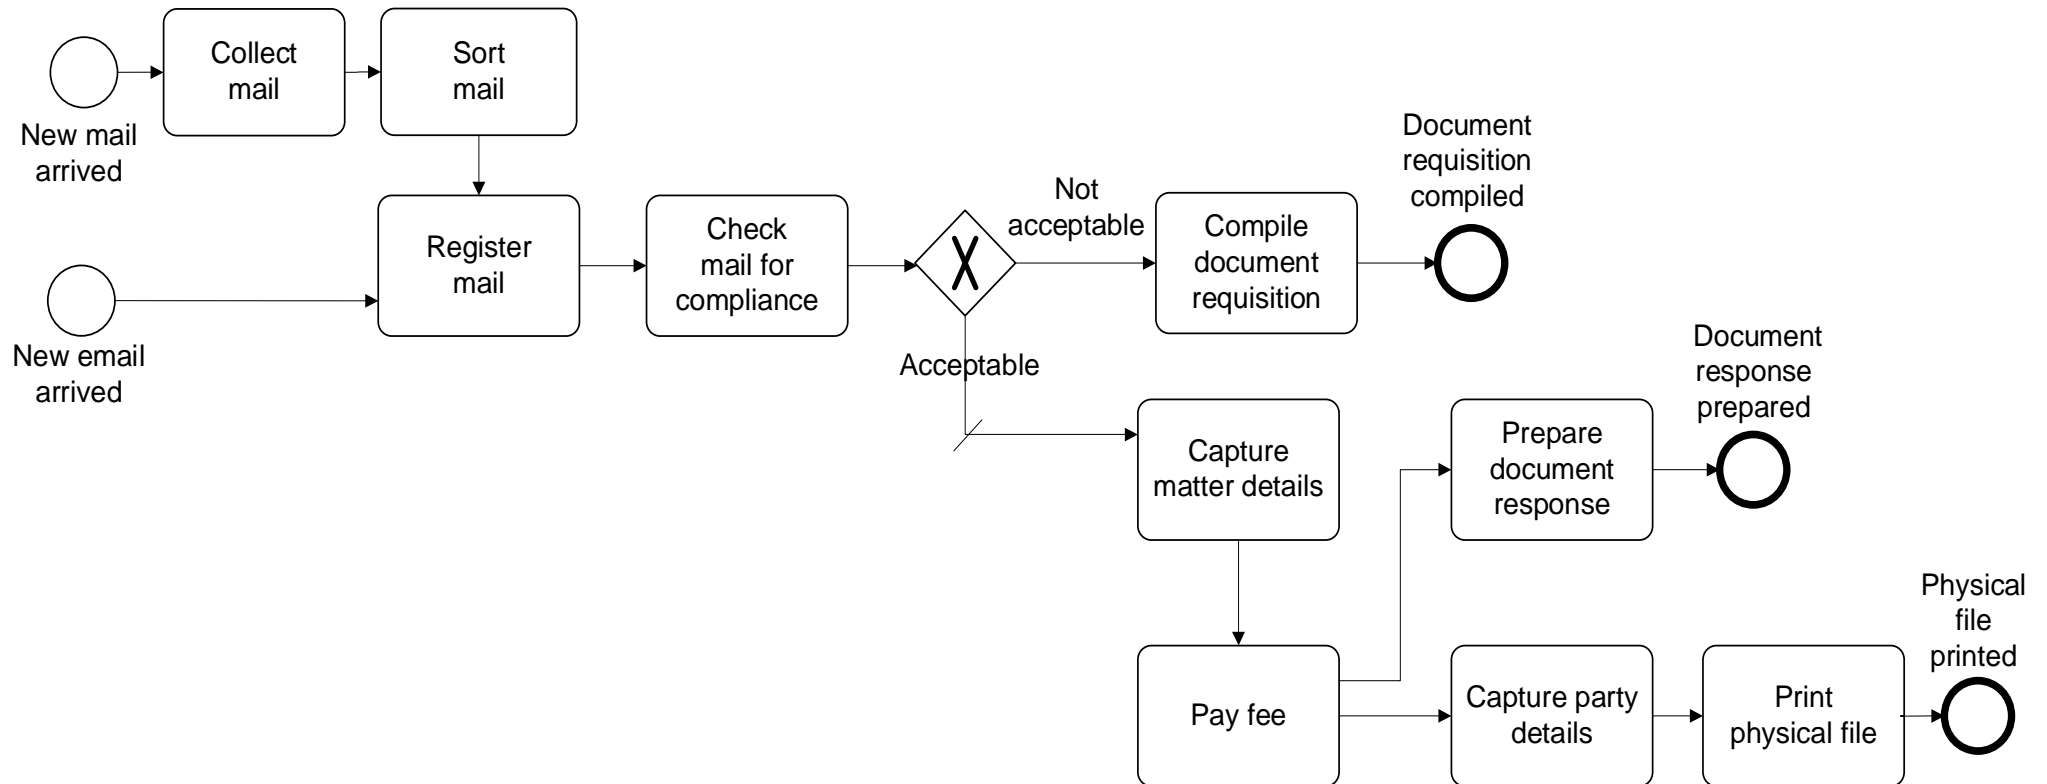 Collect
mail
Sort
mail
New mail
arrived
Document
requisition
compiled
Not
acceptable
Register
mail
Check
mail for
compliance
X
Compile
document
requisition
New email
arrived
Acceptable
Document
response
prepared
Capture
matter details
Prepare
document
response
Physical
file
printed
Pay fee
Capture party
details
Print
physical file